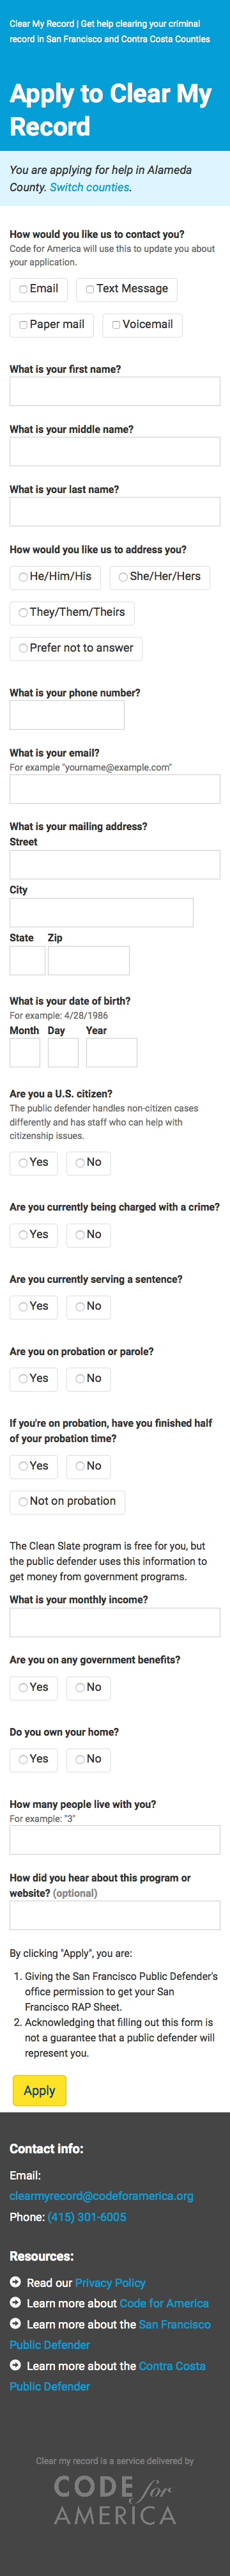 Clear My Record | Get help clearing your criminal
record in San Francisco and Contra Costa Counties
Apply to Clear My
Record
You are applying for help in Alameda
County. Switch counties.
How would you like us to contact you?
Code for America will use this to update you about
your application.
Email Text Message
Paper mail Voicemail
What is your first name?
What is your middle name?
What is your last name?
How would you like us to address you?
He/Him/His She/Her/Hers
They/Them/Theirs
Prefer not to answer
What is your phone number?
What is your email?
For example "yourname@example.com"
What is your mailing address?
Street
City
State Zip
What is your date of birth?
For example: 4/28/1986
Month Day Year
Are you a U.S. citizen?
The public defender handles non-citizen cases
differently and has staff who can help with
citizenship issues.
Yes No
Are you currently being charged with a crime?
Yes No
Are you currently serving a sentence?
Yes No
Are you on probation or parole?
Yes No
If you're on probation, have you finished half
of your probation time?
Yes No
Not on probation
The Clean Slate program is free for you, but
the public defender uses this information to
get money from government programs.
What is your monthly income?
Are you on any government benefits?
Yes No
Do you own your home?
Yes No
How many people live with you?
For example: "3"
How did you hear about this program or
website? (optional)
By clicking "Apply", you are:
1. Giving the San Francisco Public Defender's
office permission to get your San
Francisco RAP Sheet.
2. Acknowledging that filling out this form is
not a guarantee that a public defender will
represent you.
Apply
Contact info:
Email:
clearmyrecord@codeforamerica.org
Phone: (415) 301-6005
Resources:
Read our Privacy Policy
Learn more about Code for America
Learn more about the San Francisco
Public Defender
Learn more about the Contra Costa
Public Defender
Clear my record is a service delivered by
CODE for
AMERICA